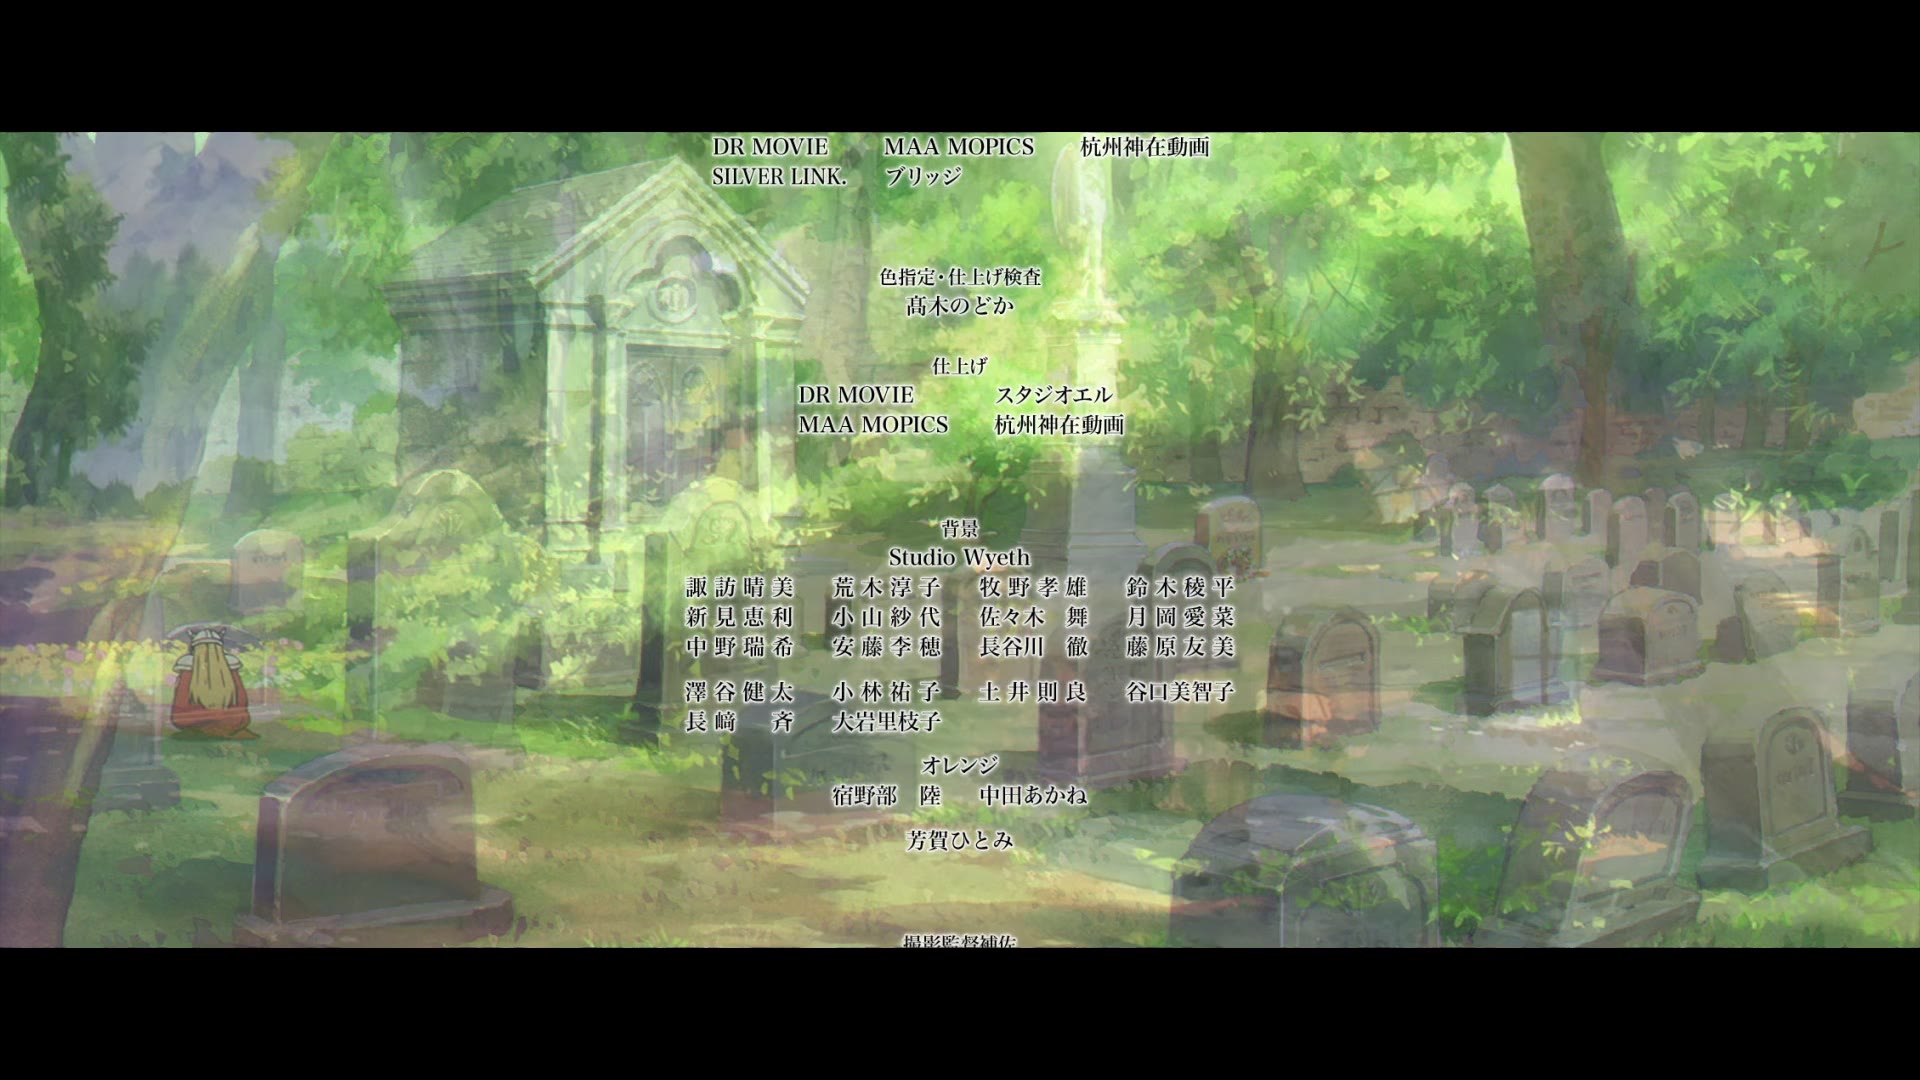 DR MOVIE MAA MOPICS 杭州神在動画
SILVER LINK. ブリッジ
色指定・仕上げ検査
髙木のどか
仕上げ
DR MOVIE スタジオエル
MAA MOPICS 杭州神在動画
背景
Studio Wyeth
諏訪晴美 荒木淳子 牧野孝雄 鈴木稜平
新見恵利 小山紗代 佐々木 舞 月岡愛菜
中野瑞希 安藤李穂 長谷川 徹 藤原友美
澤谷健太 小林祐子 土井則良 谷口美智子
長﨑 斉 大岩里枝子
オレンジ
宿野部 陸 中田あかね
芳賀ひとみ
撮影監督補佐